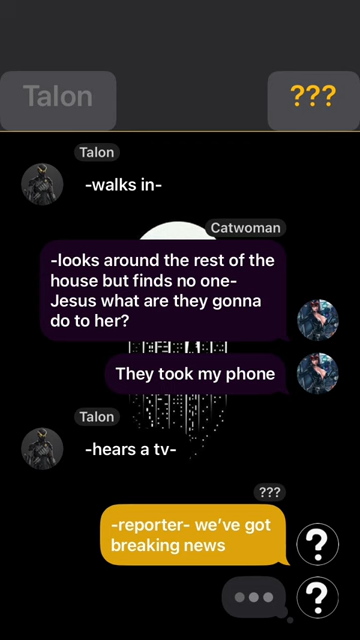 Talon
???
Talon
-walks in-
Catwoman
-looks around the rest of the
house but finds no one-
Jesus what are they gonna
do to her?
They took my phone
Talon
-hears a tv-
???
-reporter- we’ve got
breaking news
?
?